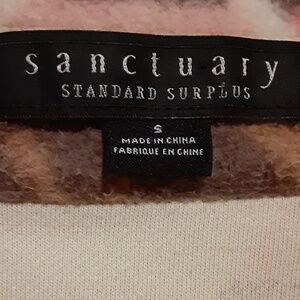 sanctuary
STANDARD SURPLUS
S
MADE IN CHINA
FABRIQUE EN CHINE